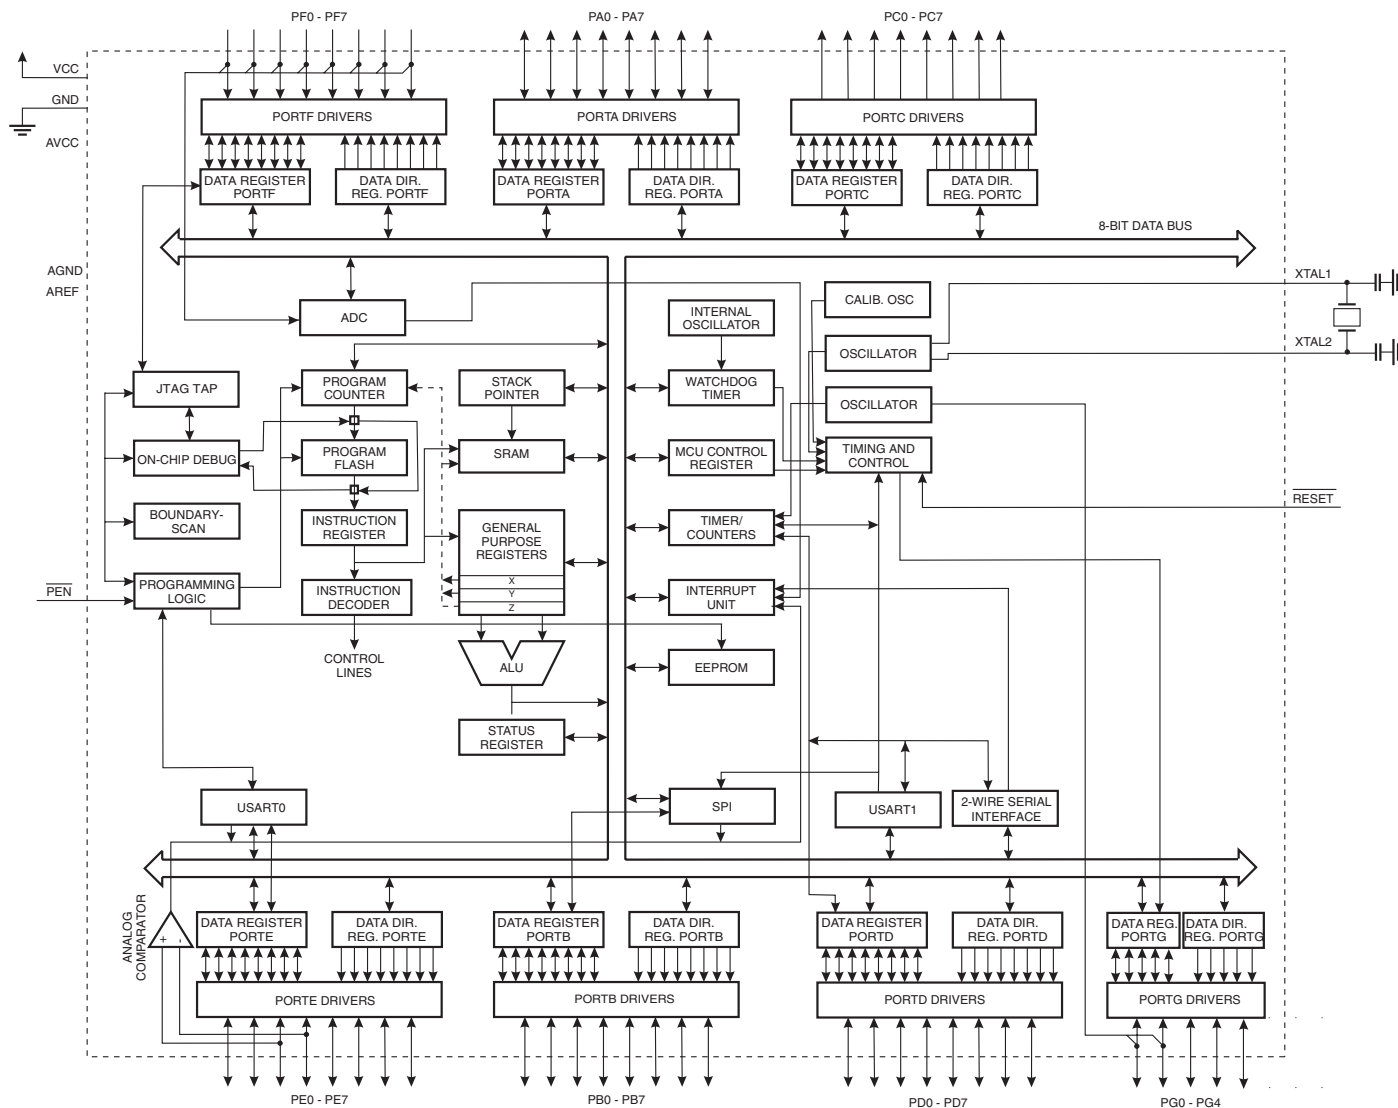 PF0 - PF7
PA0 - PA7
PC0 - PC7
VCC
GND
AVCC
PORTF DRIVERS
PORTA DRIVERS
PORTC DRIVERS
DATA REGISTER
PORTF
DATA DIR.
REG. PORTF
DATA REGISTER
PORTA
DATA DIR.
REG. PORTA
DATA REGISTER
PORTC
DATA DIR.
REG. PORTC
8-BIT DATA BUS
AGND
AREF
XTAL1
XTAL2
ADC
INTERNAL
OSCILLATOR
CALIB. OSC
OSCILLATOR
JTAG TAP
PROGRAM
COUNTER
STACK
POINTER
WATCHDOG
TIMER
OSCILLATOR
ON-CHIP DEBUG
PROGRAM
FLASH
SRAM
MCU CONTROL
REGISTER
TIMING AND
CONTROL
RESET
BOUNDARY-
SCAN
INSTRUCTION
REGISTER
GENERAL
PURPOSE
REGISTERS
X
Y
Z
TIMER/
COUNTERS
PEN
PROGRAMMING
LOGIC
INSTRUCTION
DECODER
INTERRUPT
UNIT
CONTROL
LINES
ALU
EEPROM
STATUS
REGISTER
USART0
SPI
USART1
2-WIRE SERIAL
INTERFACE
ANALOG
COMPARATOR
+
-
DATA REGISTER
PORTE
DATA DIR.
REG. PORTE
DATA REGISTER
PORTB
DATA DIR.
REG. PORTB
DATA REGISTER
PORTD
DATA DIR.
REG. PORTD
DATA REG.
PORTG
DATA DIR.
REG. PORTG
PORTE DRIVERS
PORTB DRIVERS
PORTD DRIVERS
PORTG DRIVERS
PE0 - PE7
PB0 - PB7
PD0 - PD7
PG0 - PG4